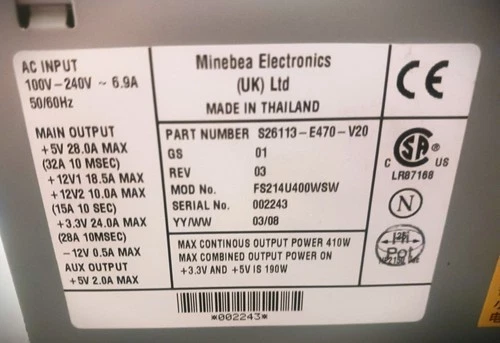 AC INPUT
100V-240V ~ 6.9A
50/60Hz
MAIN OUTPUT
+5V 28.0A MAX
(32A 10 MSEC)
+12V1 18.5A MAX
+12V2 10.0A MAX
(15A 10 SEC)
+3.3V 24.0A MAX
(28A 10MSEC)
-12V 0.5A MAX
AUX OUTPUT
+5V 2.0A MAX
Minebea Electronics
(UK) Ltd
MADE IN THAILAND
PART NUMBER S26113-E470-V20
GS 01
REV 03
MOD No. FS214U400WSW
SERIAL No. 002243
YY/WW 03/08
MAX CONTINOUS OUTPUT POWER 410W
MAX COMBINED OUTPUT POWER ON
+3.3V AND +5V IS 190W
*002243*
CE
C SA ® US
LR87168
N